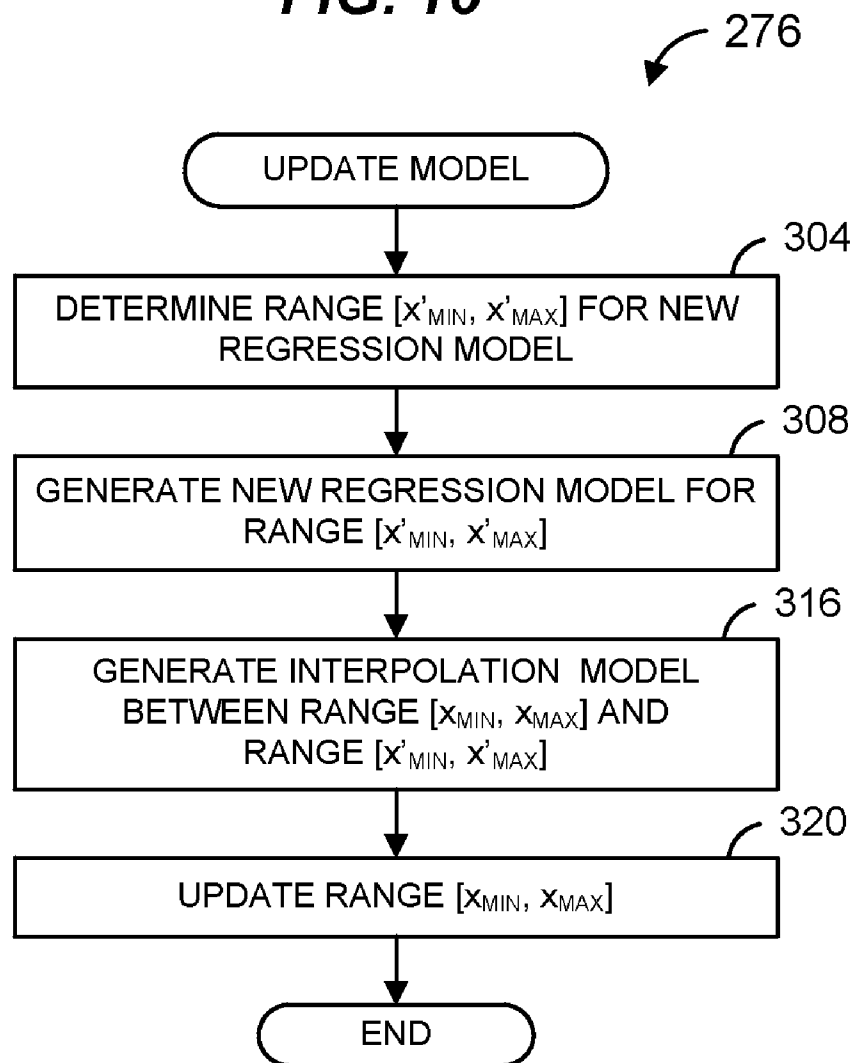 FIG. 10
276
UPDATE MODEL
304
DETERMINE RANGE [x'MIN, x'MAX] FOR NEW
REGRESSION MODEL
308
GENERATE NEW REGRESSION MODEL FOR
RANGE [x'MIN, x'MAX]
316
GENERATE INTERPOLATION MODEL
BETWEEN RANGE [xMIN, xMAX] AND
RANGE [x'MIN, x'MAX]
320
UPDATE RANGE [xMIN, xMAX]
END